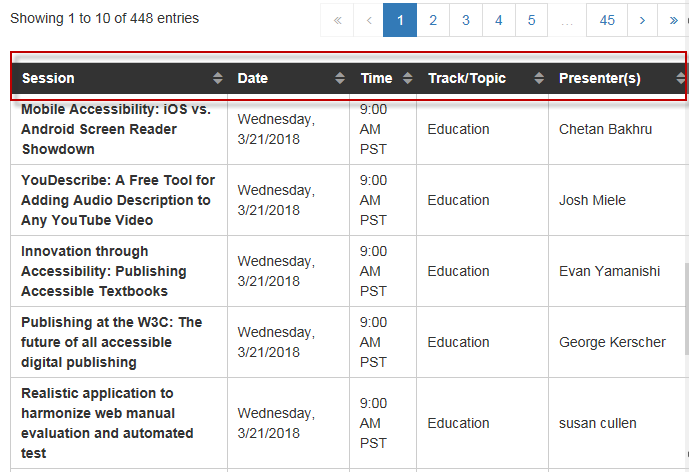 Showing 1 to 10 of 448 entries
« ‹ 1 2 3 4 5 ... 45 › »
Session Date Time Track/Topic Presenter(s)
Mobile Accessibility: iOS vs.
Android Screen Reader
Showdown
Wednesday,
3/21/2018
9:00
AM
PST
Education
Chetan Bakhru
YouDescribe: A Free Tool for
Adding Audio Description to
Any YouTube Video
Wednesday,
3/21/2018
9:00
AM
PST
Education
Josh Miele
Innovation through
Accessibility: Publishing
Accessible Textbooks
Wednesday,
3/21/2018
9:00
AM
PST
Education
Evan Yamanishi
Publishing at the W3C: The
future of all accessible
digital publishing
Wednesday,
3/21/2018
9:00
AM
PST
Education
George Kerscher
Realistic application to
harmonize web manual
evaluation and automated
test
Wednesday,
3/21/2018
9:00
AM
PST
Education
susan cullen